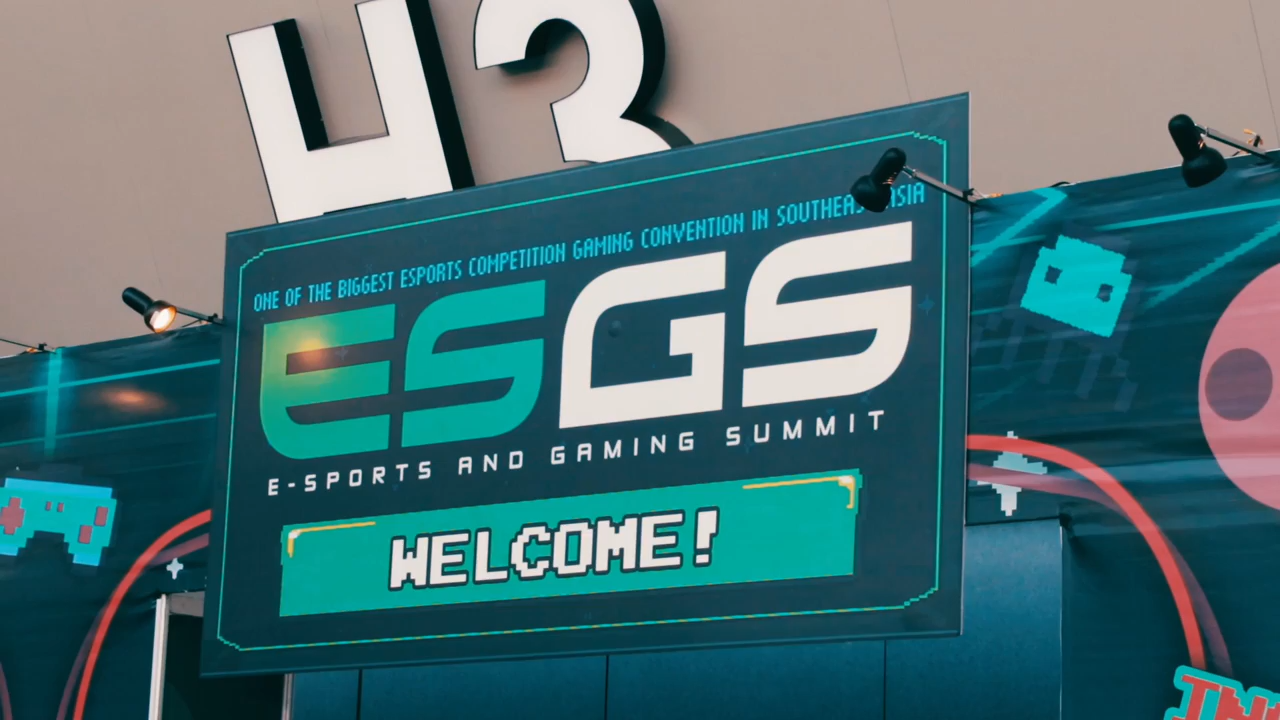 H3
ONE OF THE BIGGEST ESPORTS COMPETITION GAMING CONVENTION IN SOUTHEAST ASIA
ESGS
E-SPORTS AND GAMING SUMMIT
WELCOME!